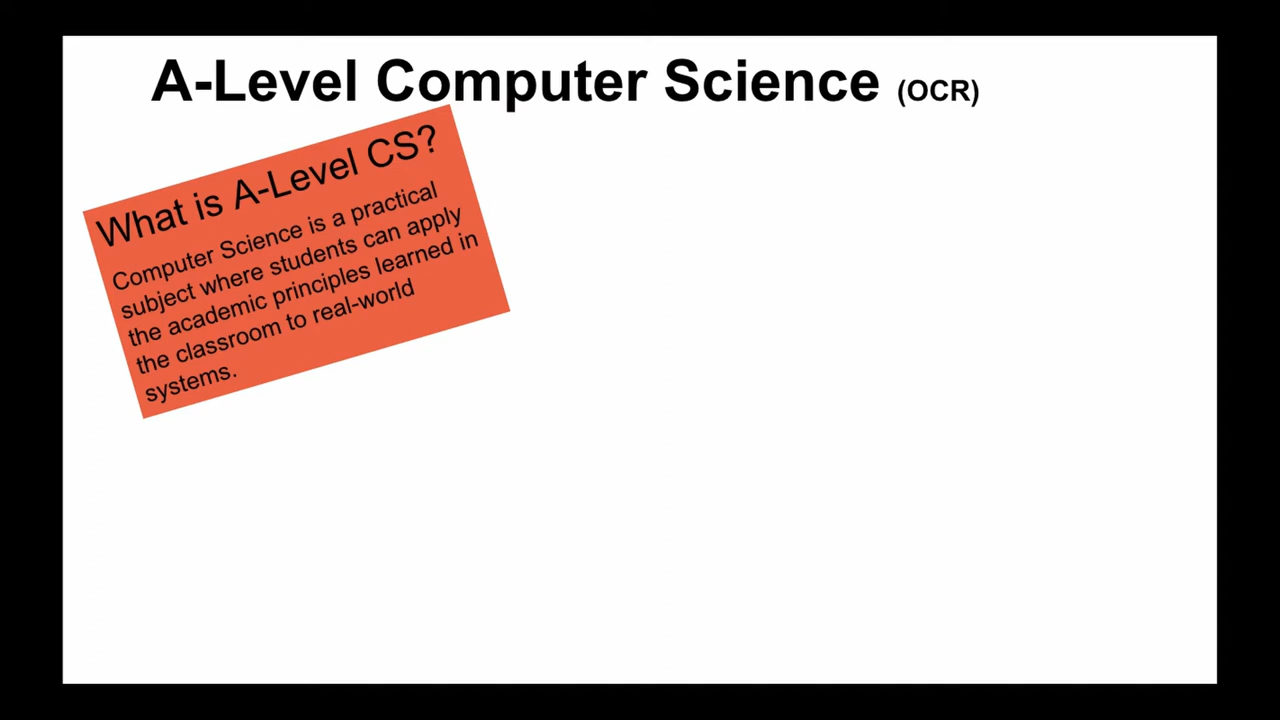 A-Level Computer Science (OCR)
What is A-Level CS?
Computer Science is a practical
subject where students can apply
the academic principles learned in
the classroom to real-world
systems.